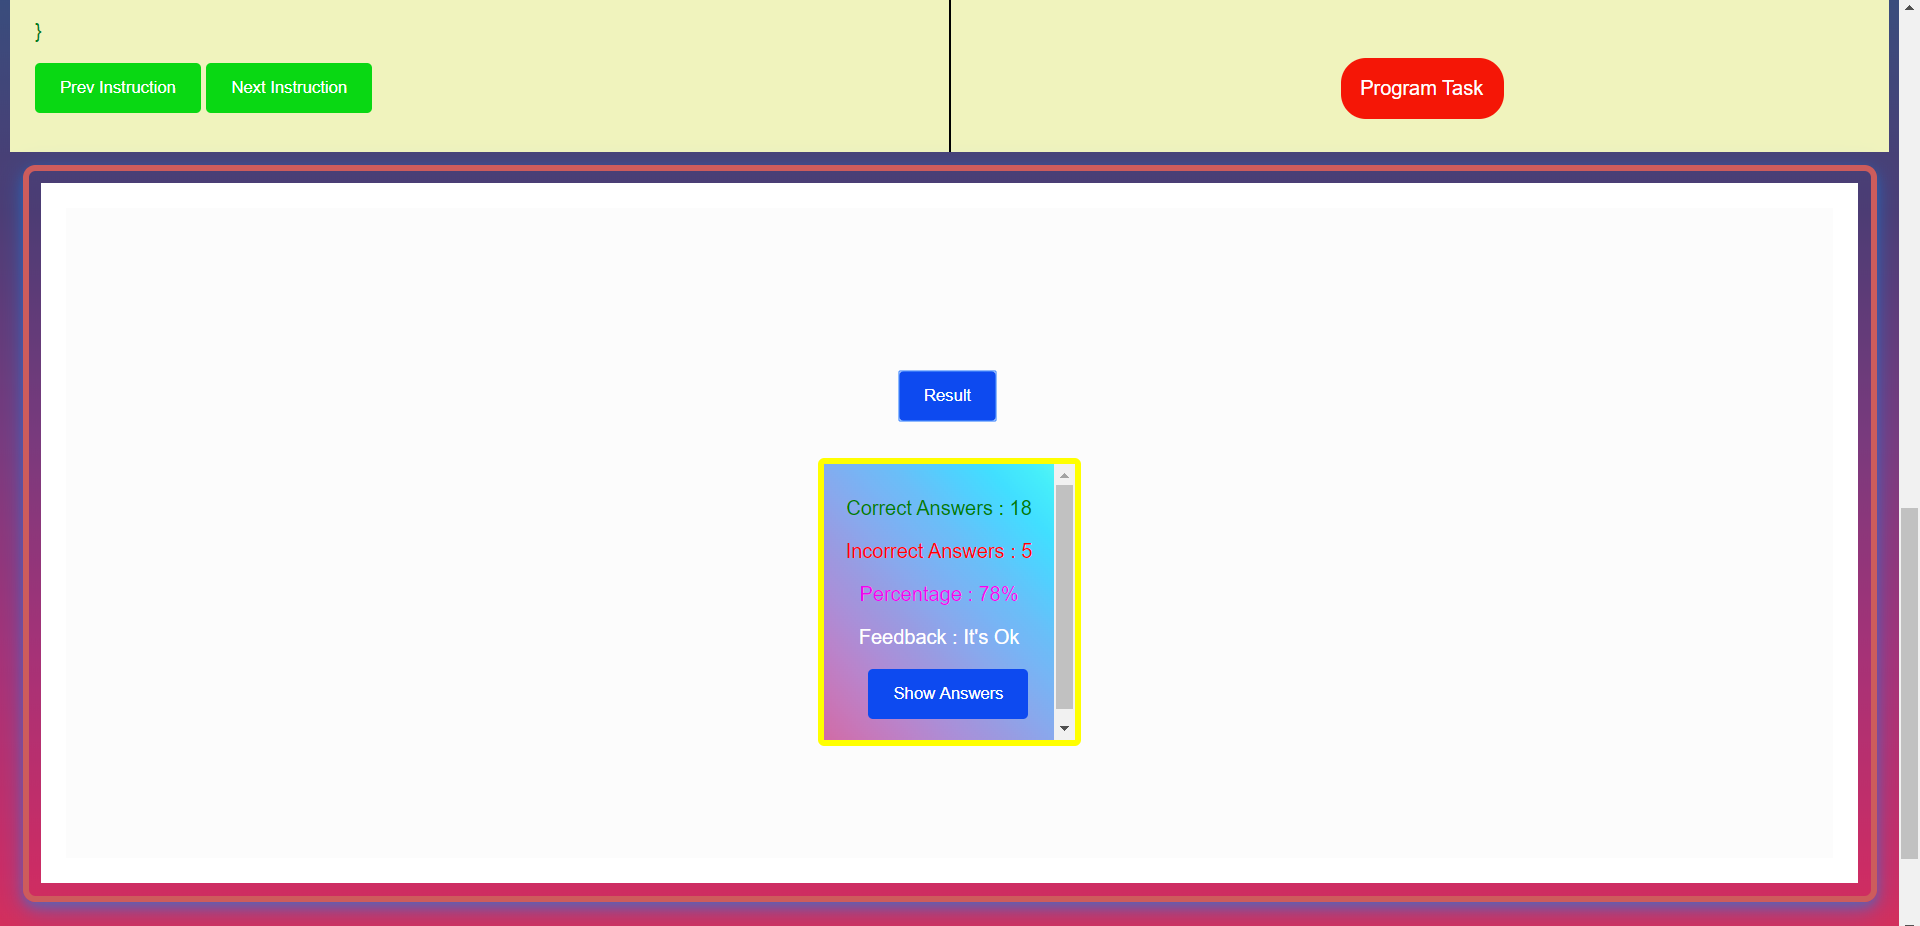 }
Prev Instruction
Next Instruction
Program Task
Result
Correct Answers : 18
Incorrect Answers : 5
Percentage : 78%
Feedback : It's Ok
Show Answers